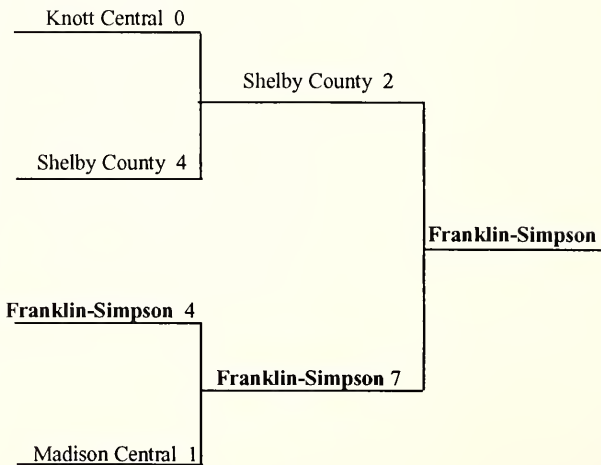 Knott Central 0
Shelby County 2
Shelby County 4
Franklin-Simpson
Franklin-Simpson 4
Franklin-Simpson 7
Madison Central 1